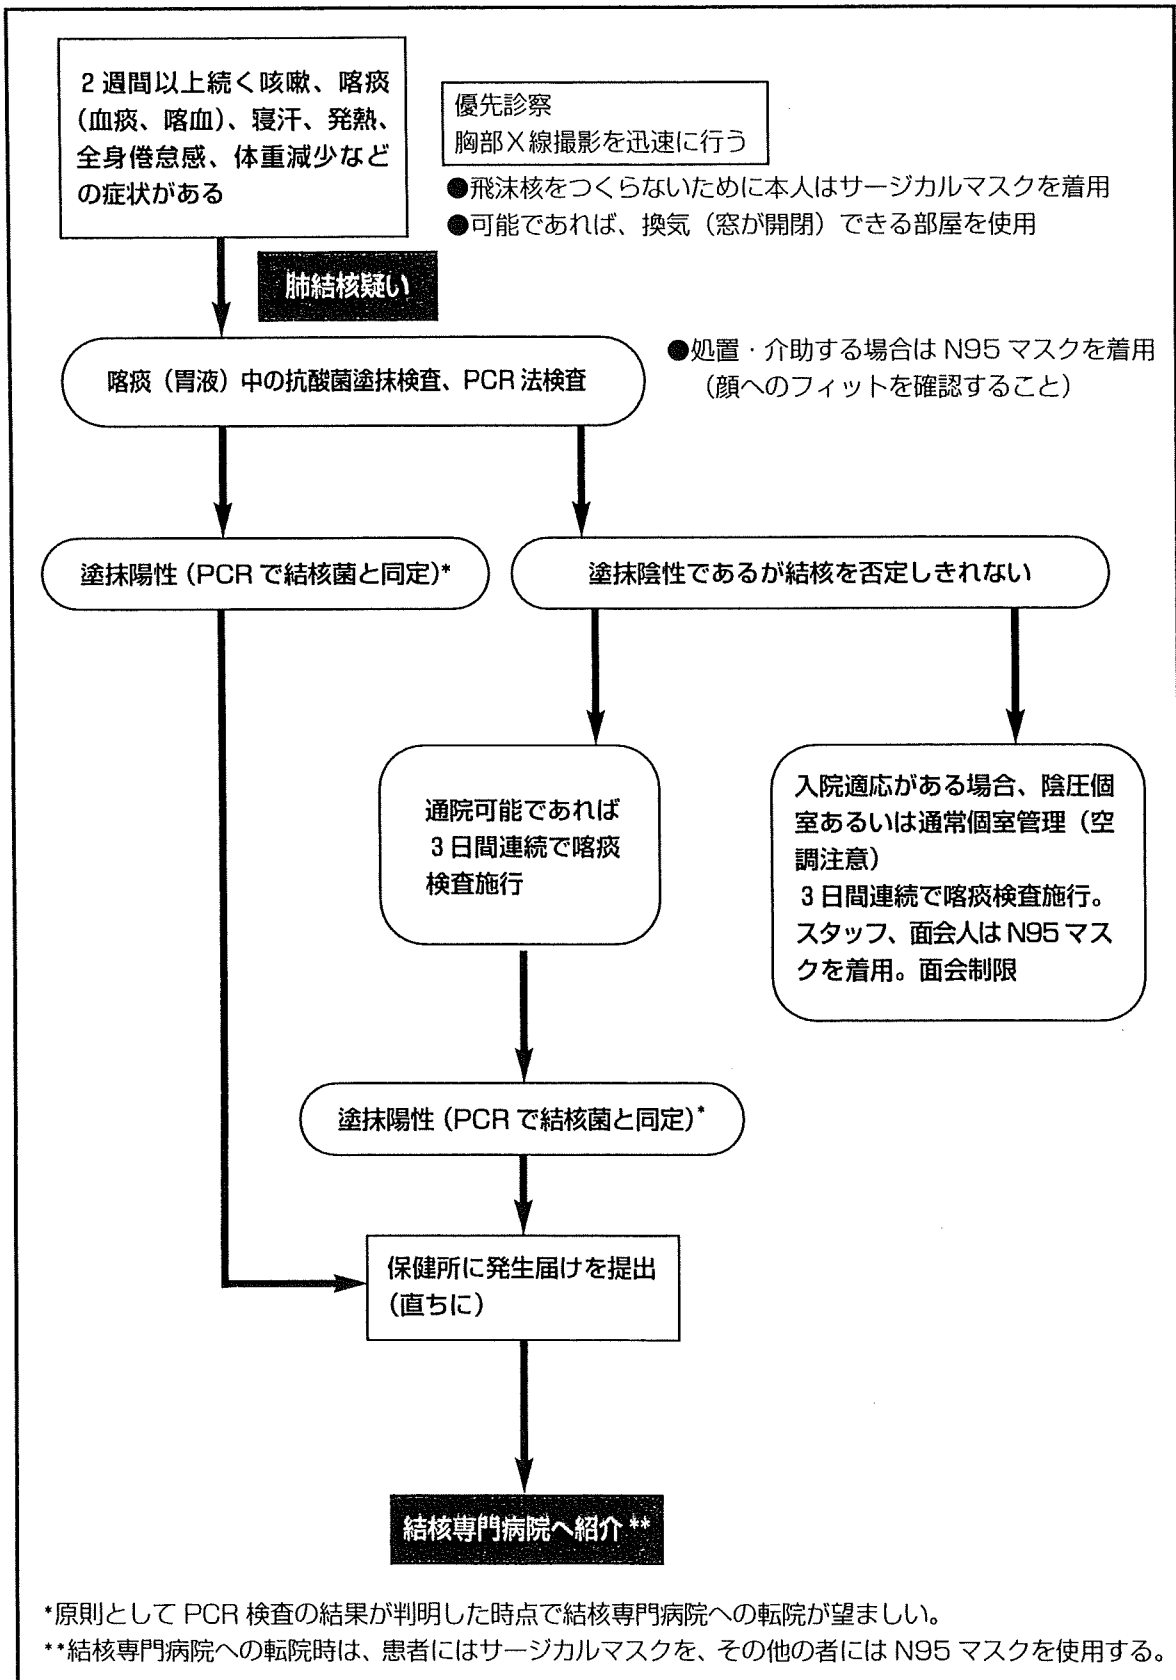 2週間以上続く咳嗽、喀痰
(血痰、喀血)、寝汗、発熱、
全身倦怠感、体重減少など
の症状がある
優先診察
胸部X線撮影を迅速に行う
●飛沫核をつくらないために本人はサージカルマスクを着用
●可能であれば、換気(窓が開閉)できる部屋を使用
肺結核疑い
●処置・介助する場合はN95マスクを着用
(顔へのフィットを確認すること)
喀痰(胃液)中の抗酸菌塗抹検査、PCR法検査
塗抹陽性(PCRで結核菌と同定)*
塗抹陰性であるが結核を否定しきれない
通院可能であれば
3日間連続で喀痰
検査施行
入院適応がある場合、陰圧個
室あるいは通常個室管理(空
調注意)
3日間連続で喀痰検査施行。
スタッフ、面会人はN95マス
クを着用。面会制限
塗抹陽性(PCRで結核菌と同定)*
保健所に発生届けを提出
(直ちに)
結核専門病院へ紹介**
*原則としてPCR検査の結果が判明した時点で結核専門病院への転院が望ましい。
**結核専門病院への転院時は、患者にはサージカルマスクを、その他の者にはN95マスクを使用する。